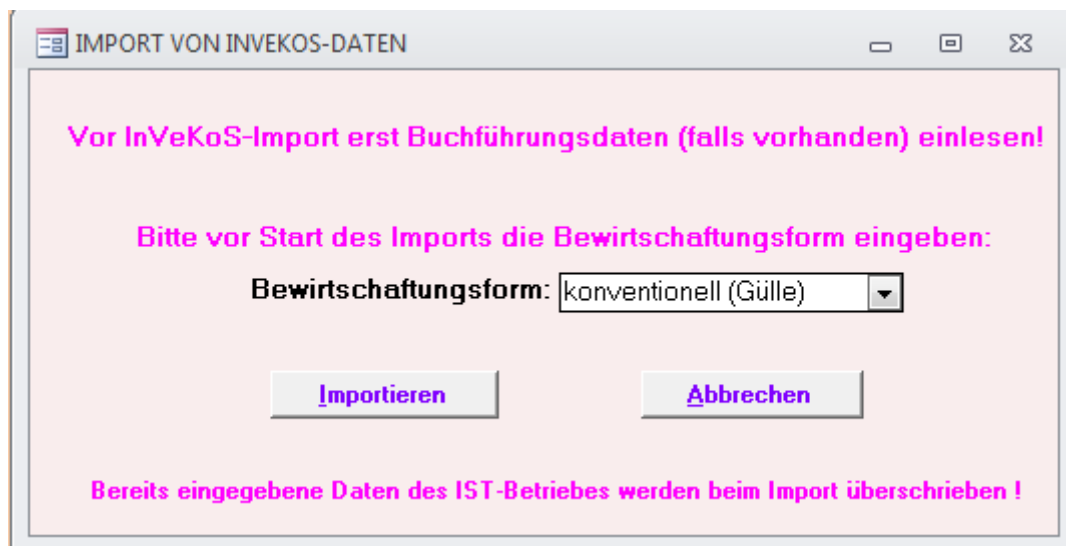 IMPORT VON INVEKOS-DATEN
Vor InVeKoS-Import erst Buchführungsdaten (falls vorhanden) einlesen!
Bitte vor Start des Imports die Bewirtschaftungsform eingeben:
Bewirtschaftungsform: konventionell (Gülle)
Importieren Abbrechen
Bereits eingegebene Daten des IST-Betriebes werden beim Import überschrieben !